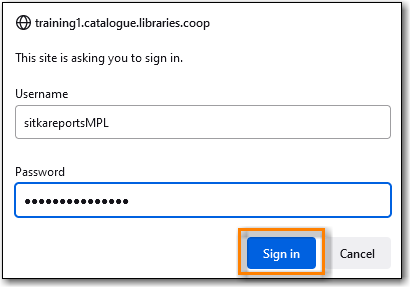 training1.catalogue.libraries.coop
This site is asking you to sign in.
Username
sitkareportsMPL
Password
●●●●●●●●●●●●●●●
Sign in Cancel